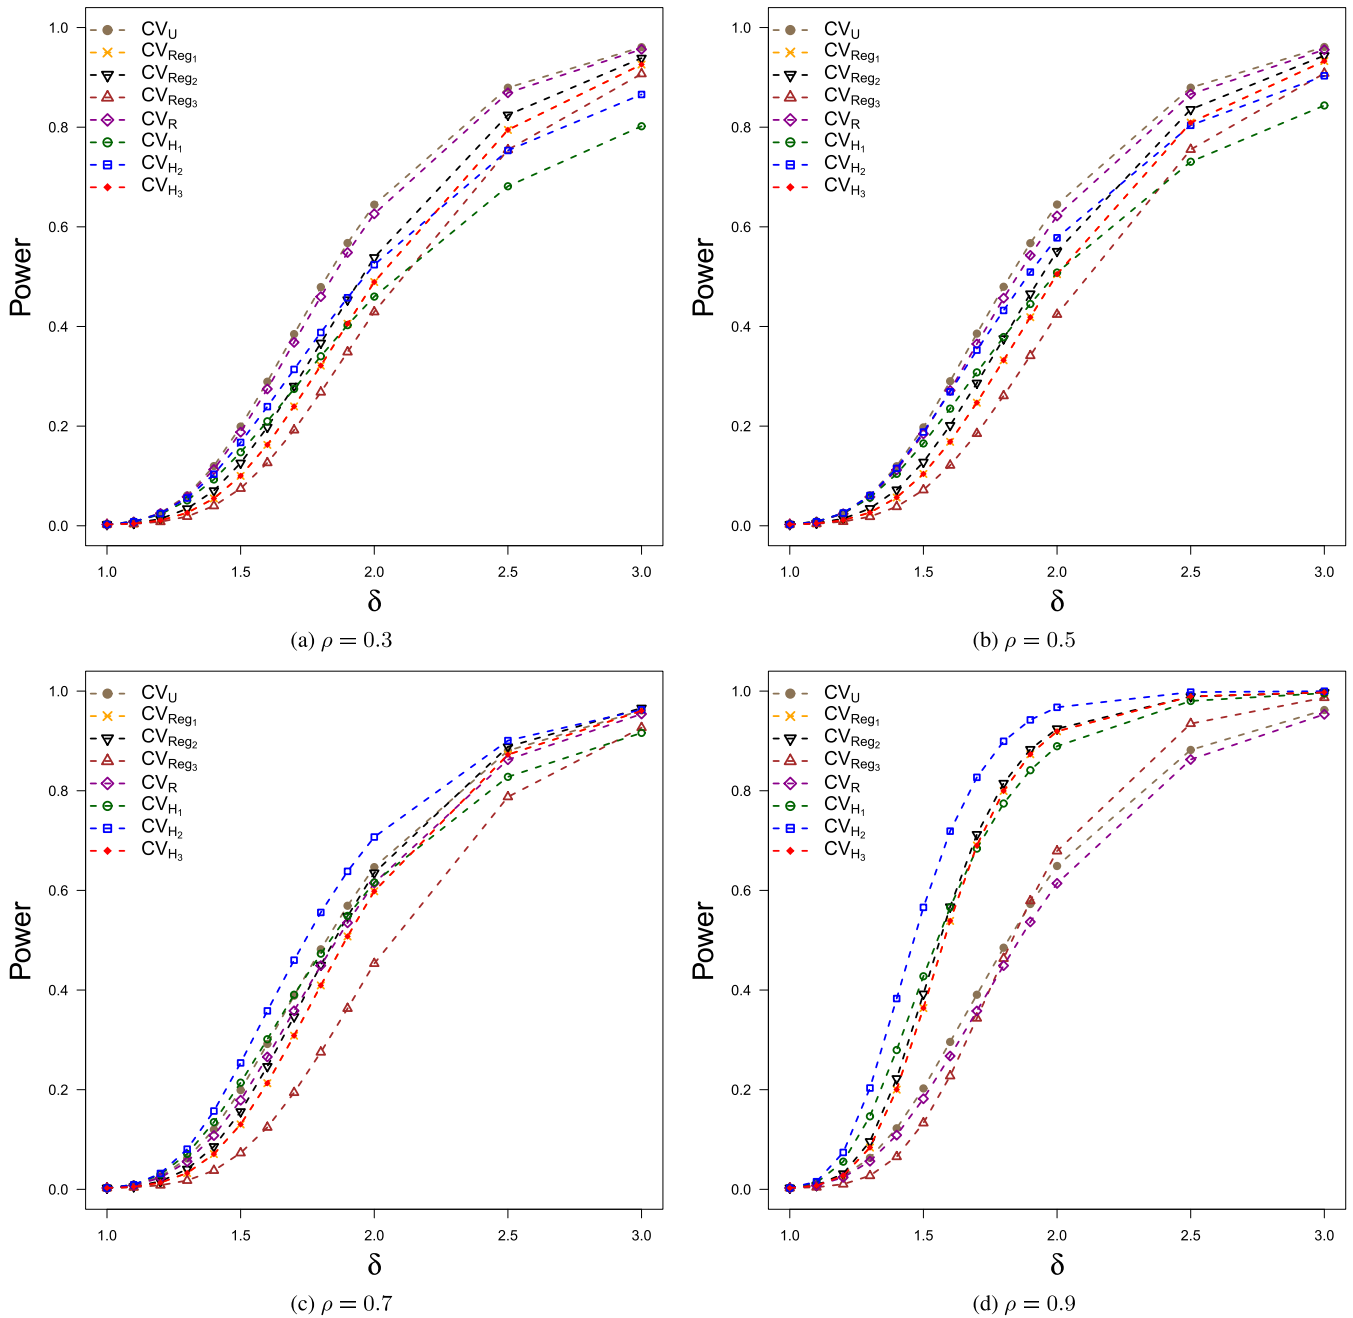 1.0
0.8
0.6
0.4
0.2
0.0
Power
CV_U
CV_Reg1
CV_Reg2
CV_Reg3
CV_R
CV_H1
CV_H2
CV_H3
1.0 1.5 2.0 2.5 3.0
δ
(a) ρ = 0.3
1.0
0.8
0.6
0.4
0.2
0.0
Power
CV_U
CV_Reg1
CV_Reg2
CV_Reg3
CV_R
CV_H1
CV_H2
CV_H3
1.0 1.5 2.0 2.5 3.0
δ
(b) ρ = 0.5
1.0
0.8
0.6
0.4
0.2
0.0
Power
CV_U
CV_Reg1
CV_Reg2
CV_Reg3
CV_R
CV_H1
CV_H2
CV_H3
1.0 1.5 2.0 2.5 3.0
δ
(c) ρ = 0.7
1.0
0.8
0.6
0.4
0.2
0.0
Power
CV_U
CV_Reg1
CV_Reg2
CV_Reg3
CV_R
CV_H1
CV_H2
CV_H3
1.0 1.5 2.0 2.5 3.0
δ
(d) ρ = 0.9